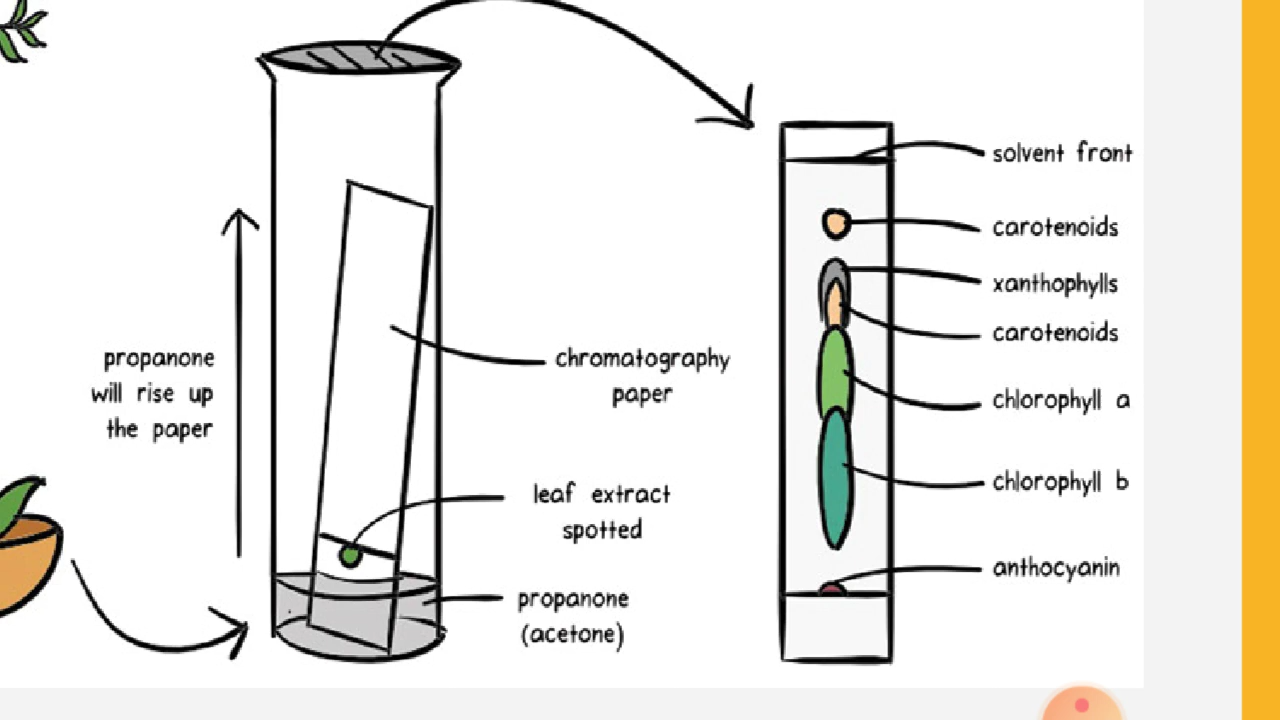 propanone
will rise up
the paper
chromatography
paper
leaf extract
spotted
propanone
(acetone)
solvent front
carotenoids
xanthophylls
carotenoids
chlorophyll a
chlorophyll b
anthocyanin